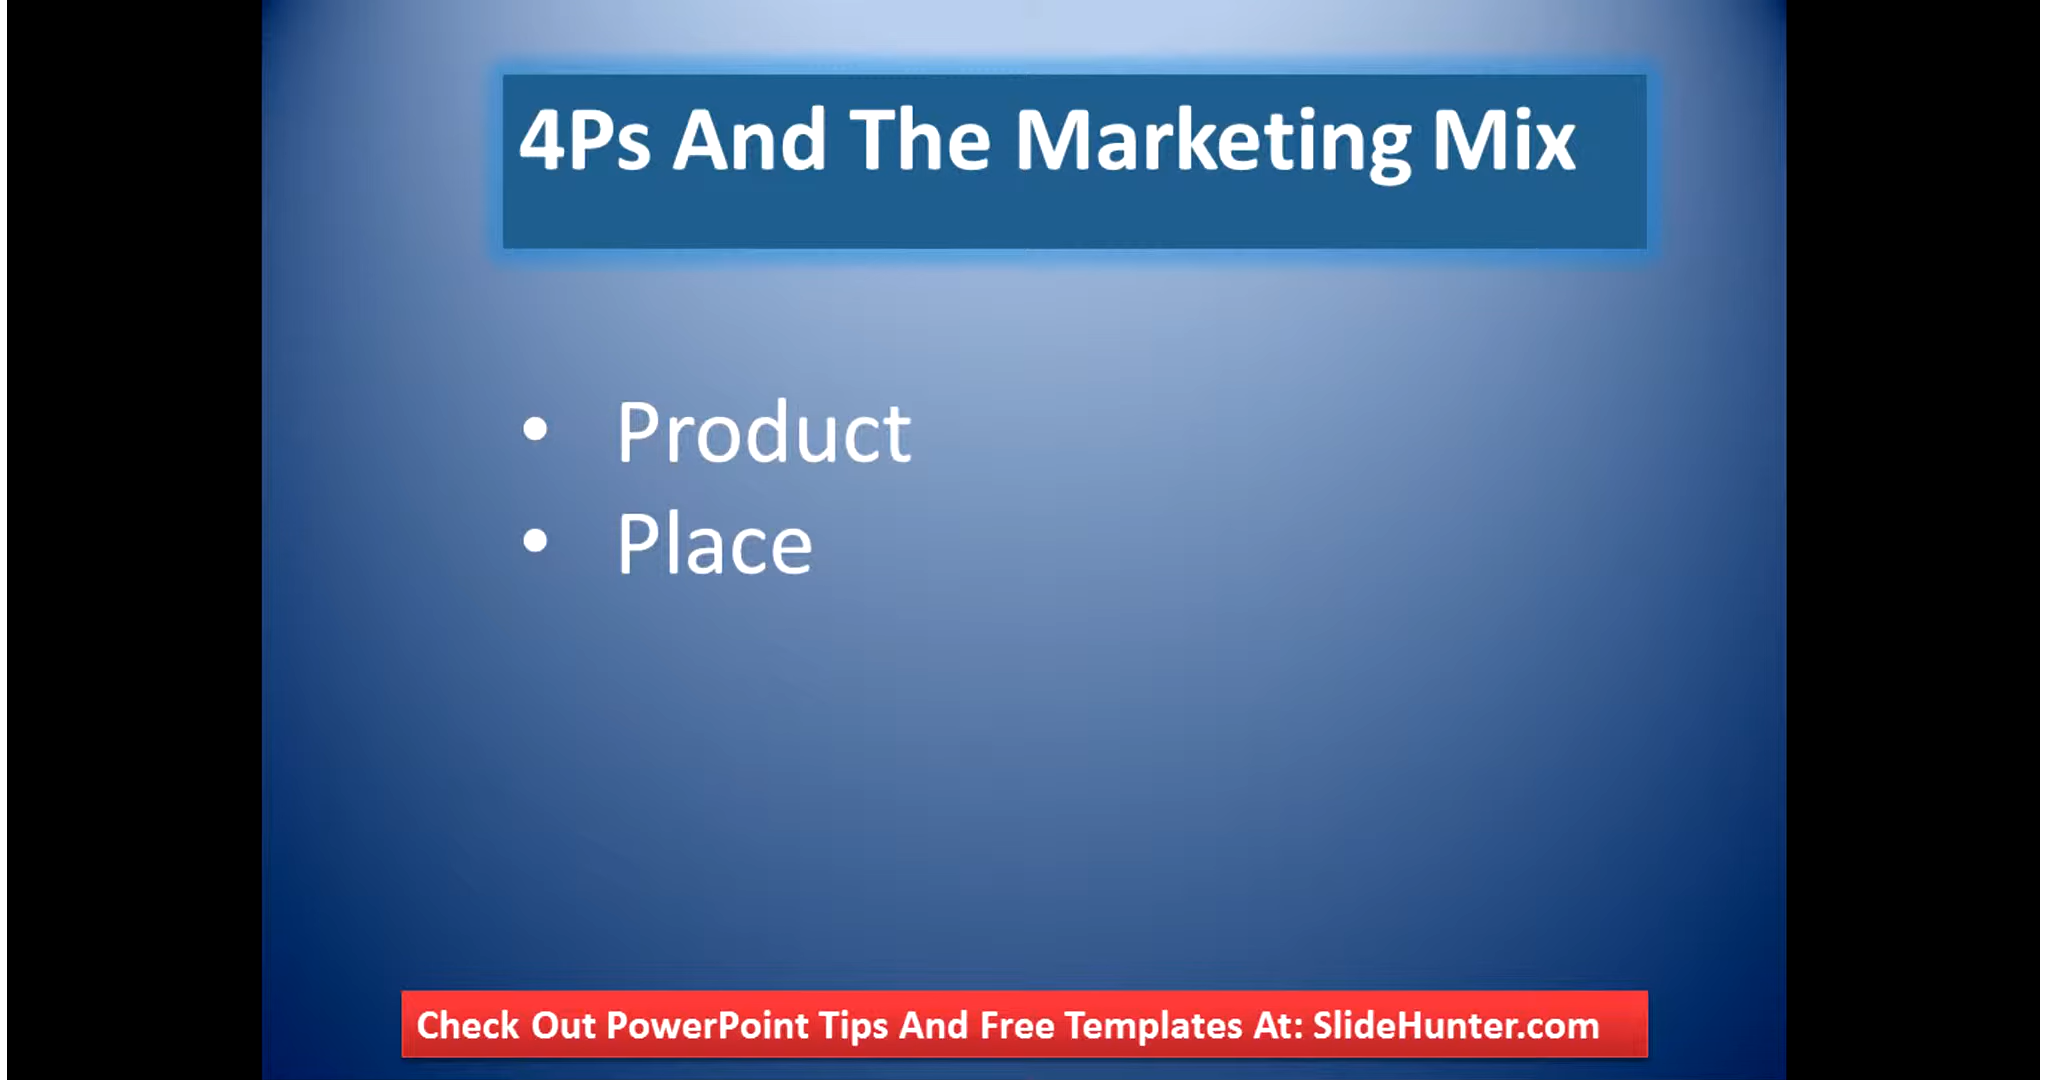 4Ps And The Marketing Mix
• Product
• Place
Check Out PowerPoint Tips And Free Templates At: SlideHunter.com